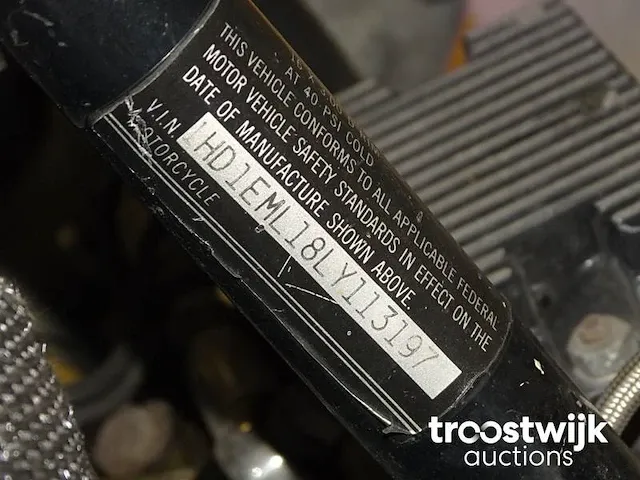 AT 40 PSI COLD
THIS VEHICLE CONFORMS TO ALL APPLICABLE FEDERAL
MOTOR VEHICLE SAFETY STANDARDS IN EFFECT ON THE
DATE OF MANUFACTURE SHOWN ABOVE.
V.I.N. 1HD1EML18LY113197
MOTORCYCLE
troostwijk
auctions